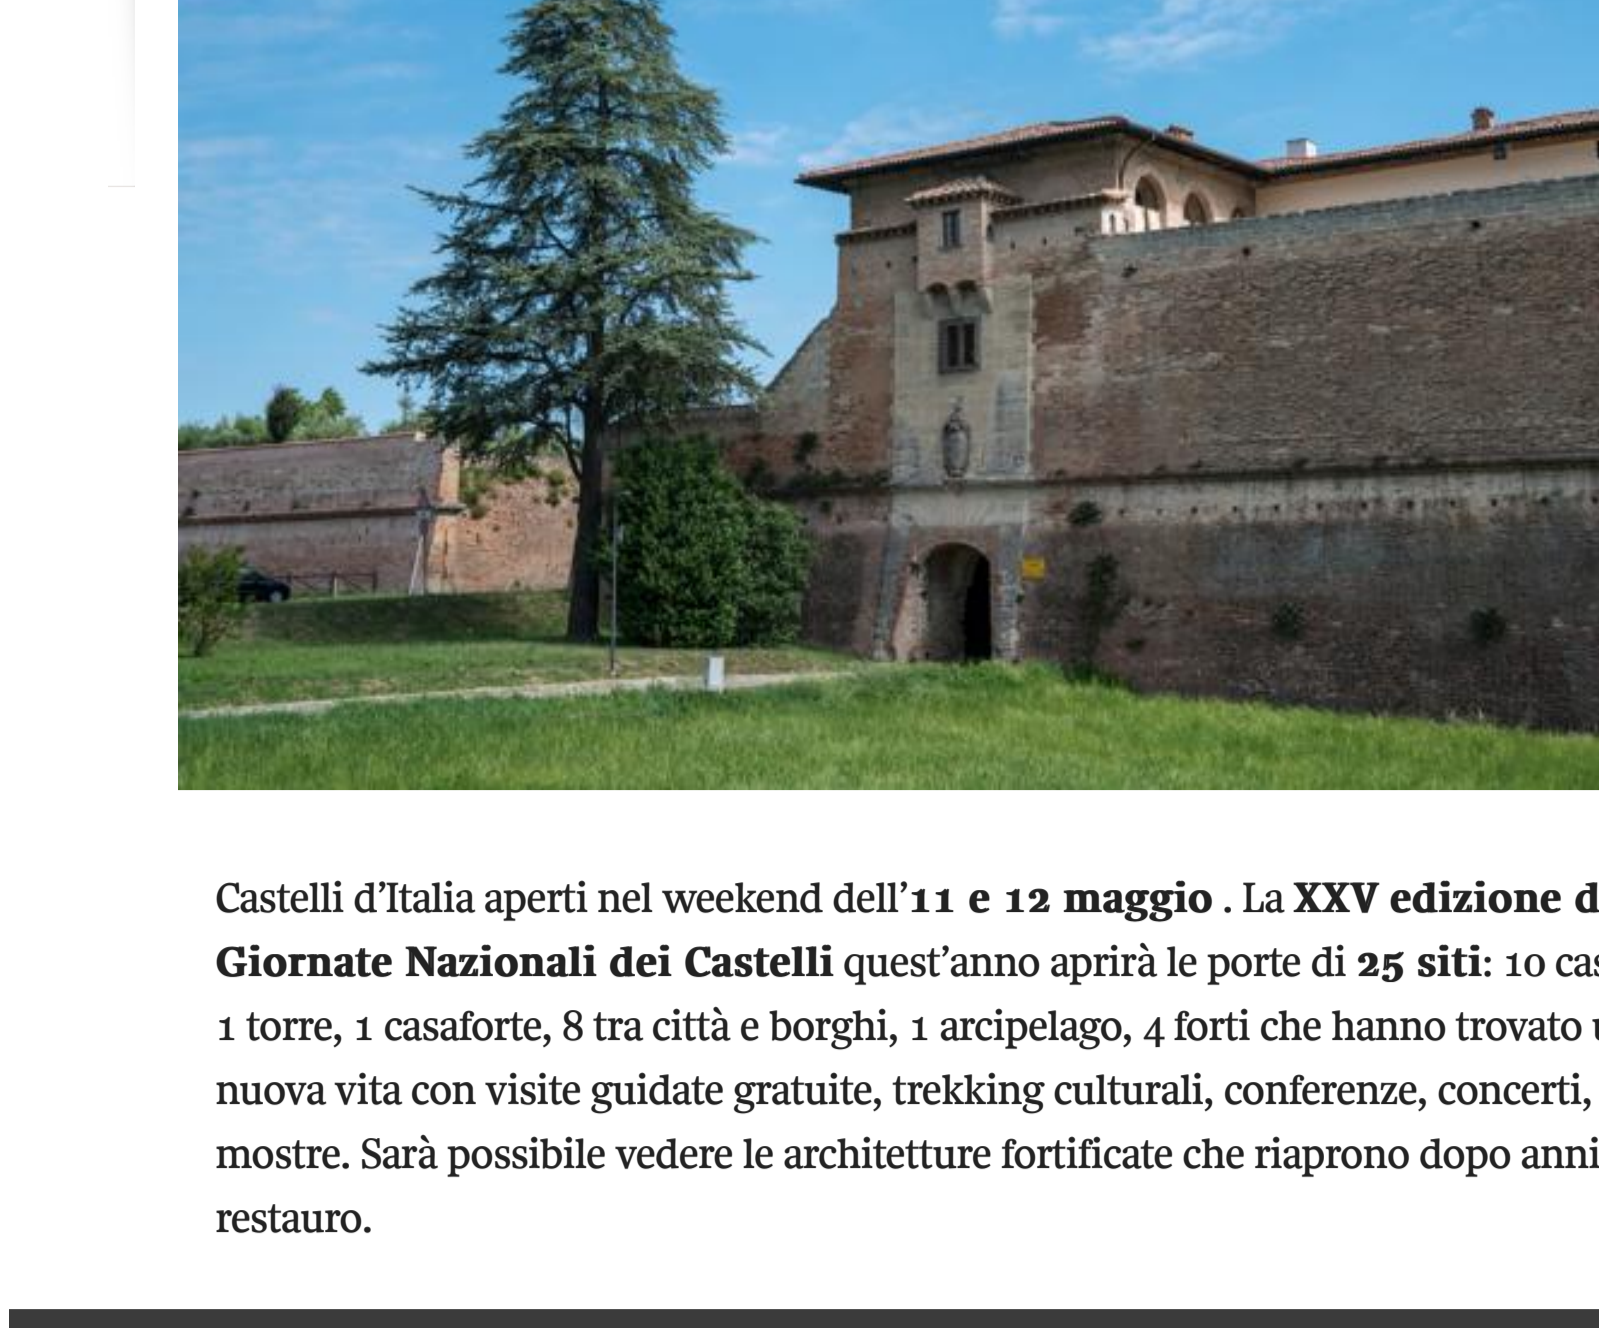 Castelli d’Italia aperti nel weekend dell’11 e 12 maggio . La XXV edizione
Giornate Nazionali dei Castelli quest’anno aprirà le porte di 25 siti: 10
1 torre, 1 casaforte, 8 tra città e borghi, 1 arcipelago, 4 forti che hanno trovato
nuova vita con visite guidate gratuite, trekking culturali, conferenze, concerti,
mostre. Sarà possibile vedere le architetture fortificate che riaprono dopo anni
restauro.